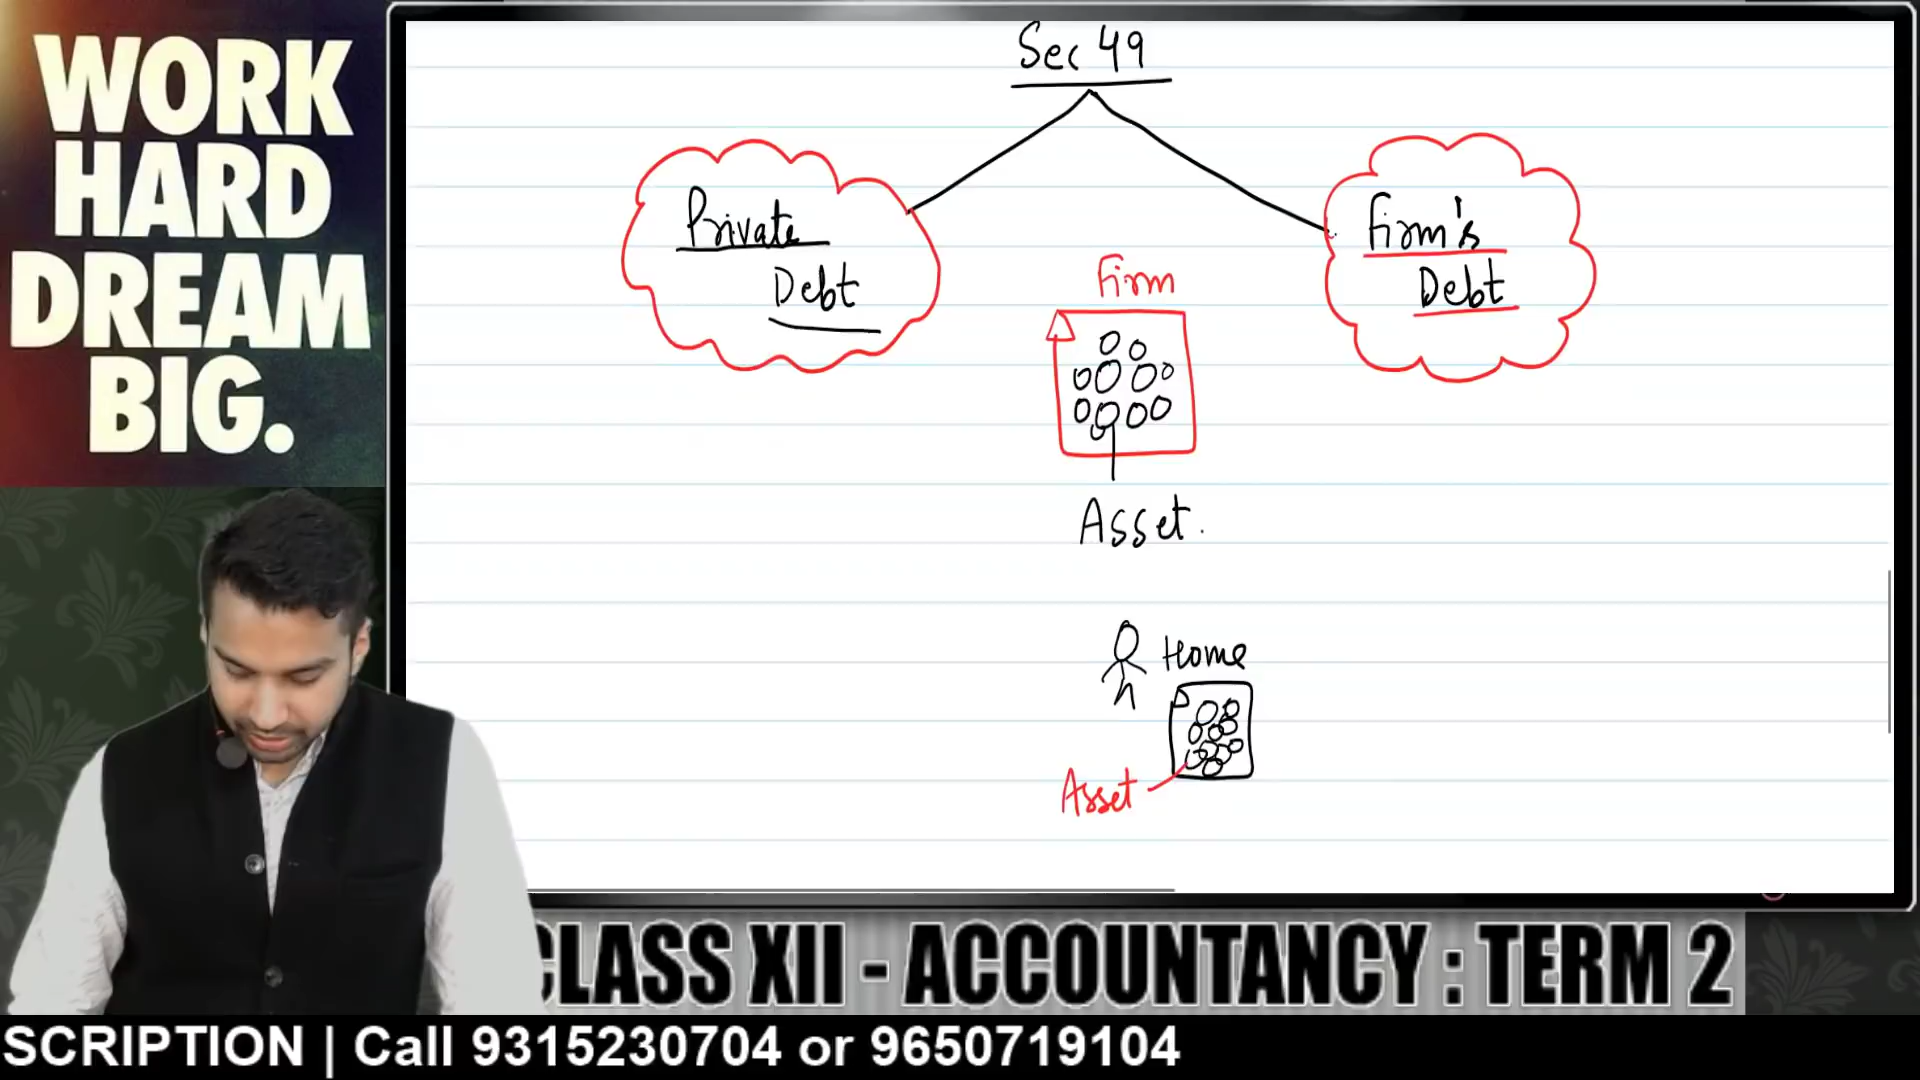 WORK
HARD
DREAM
BIG.
Sec 49
Private
Debt
Firm's
Debt
Firm
Asset.
Home
Asset
CLASS XII - ACCOUNTANCY : TERM 2
SCRIPTION | Call 9315230704 or 9650719104